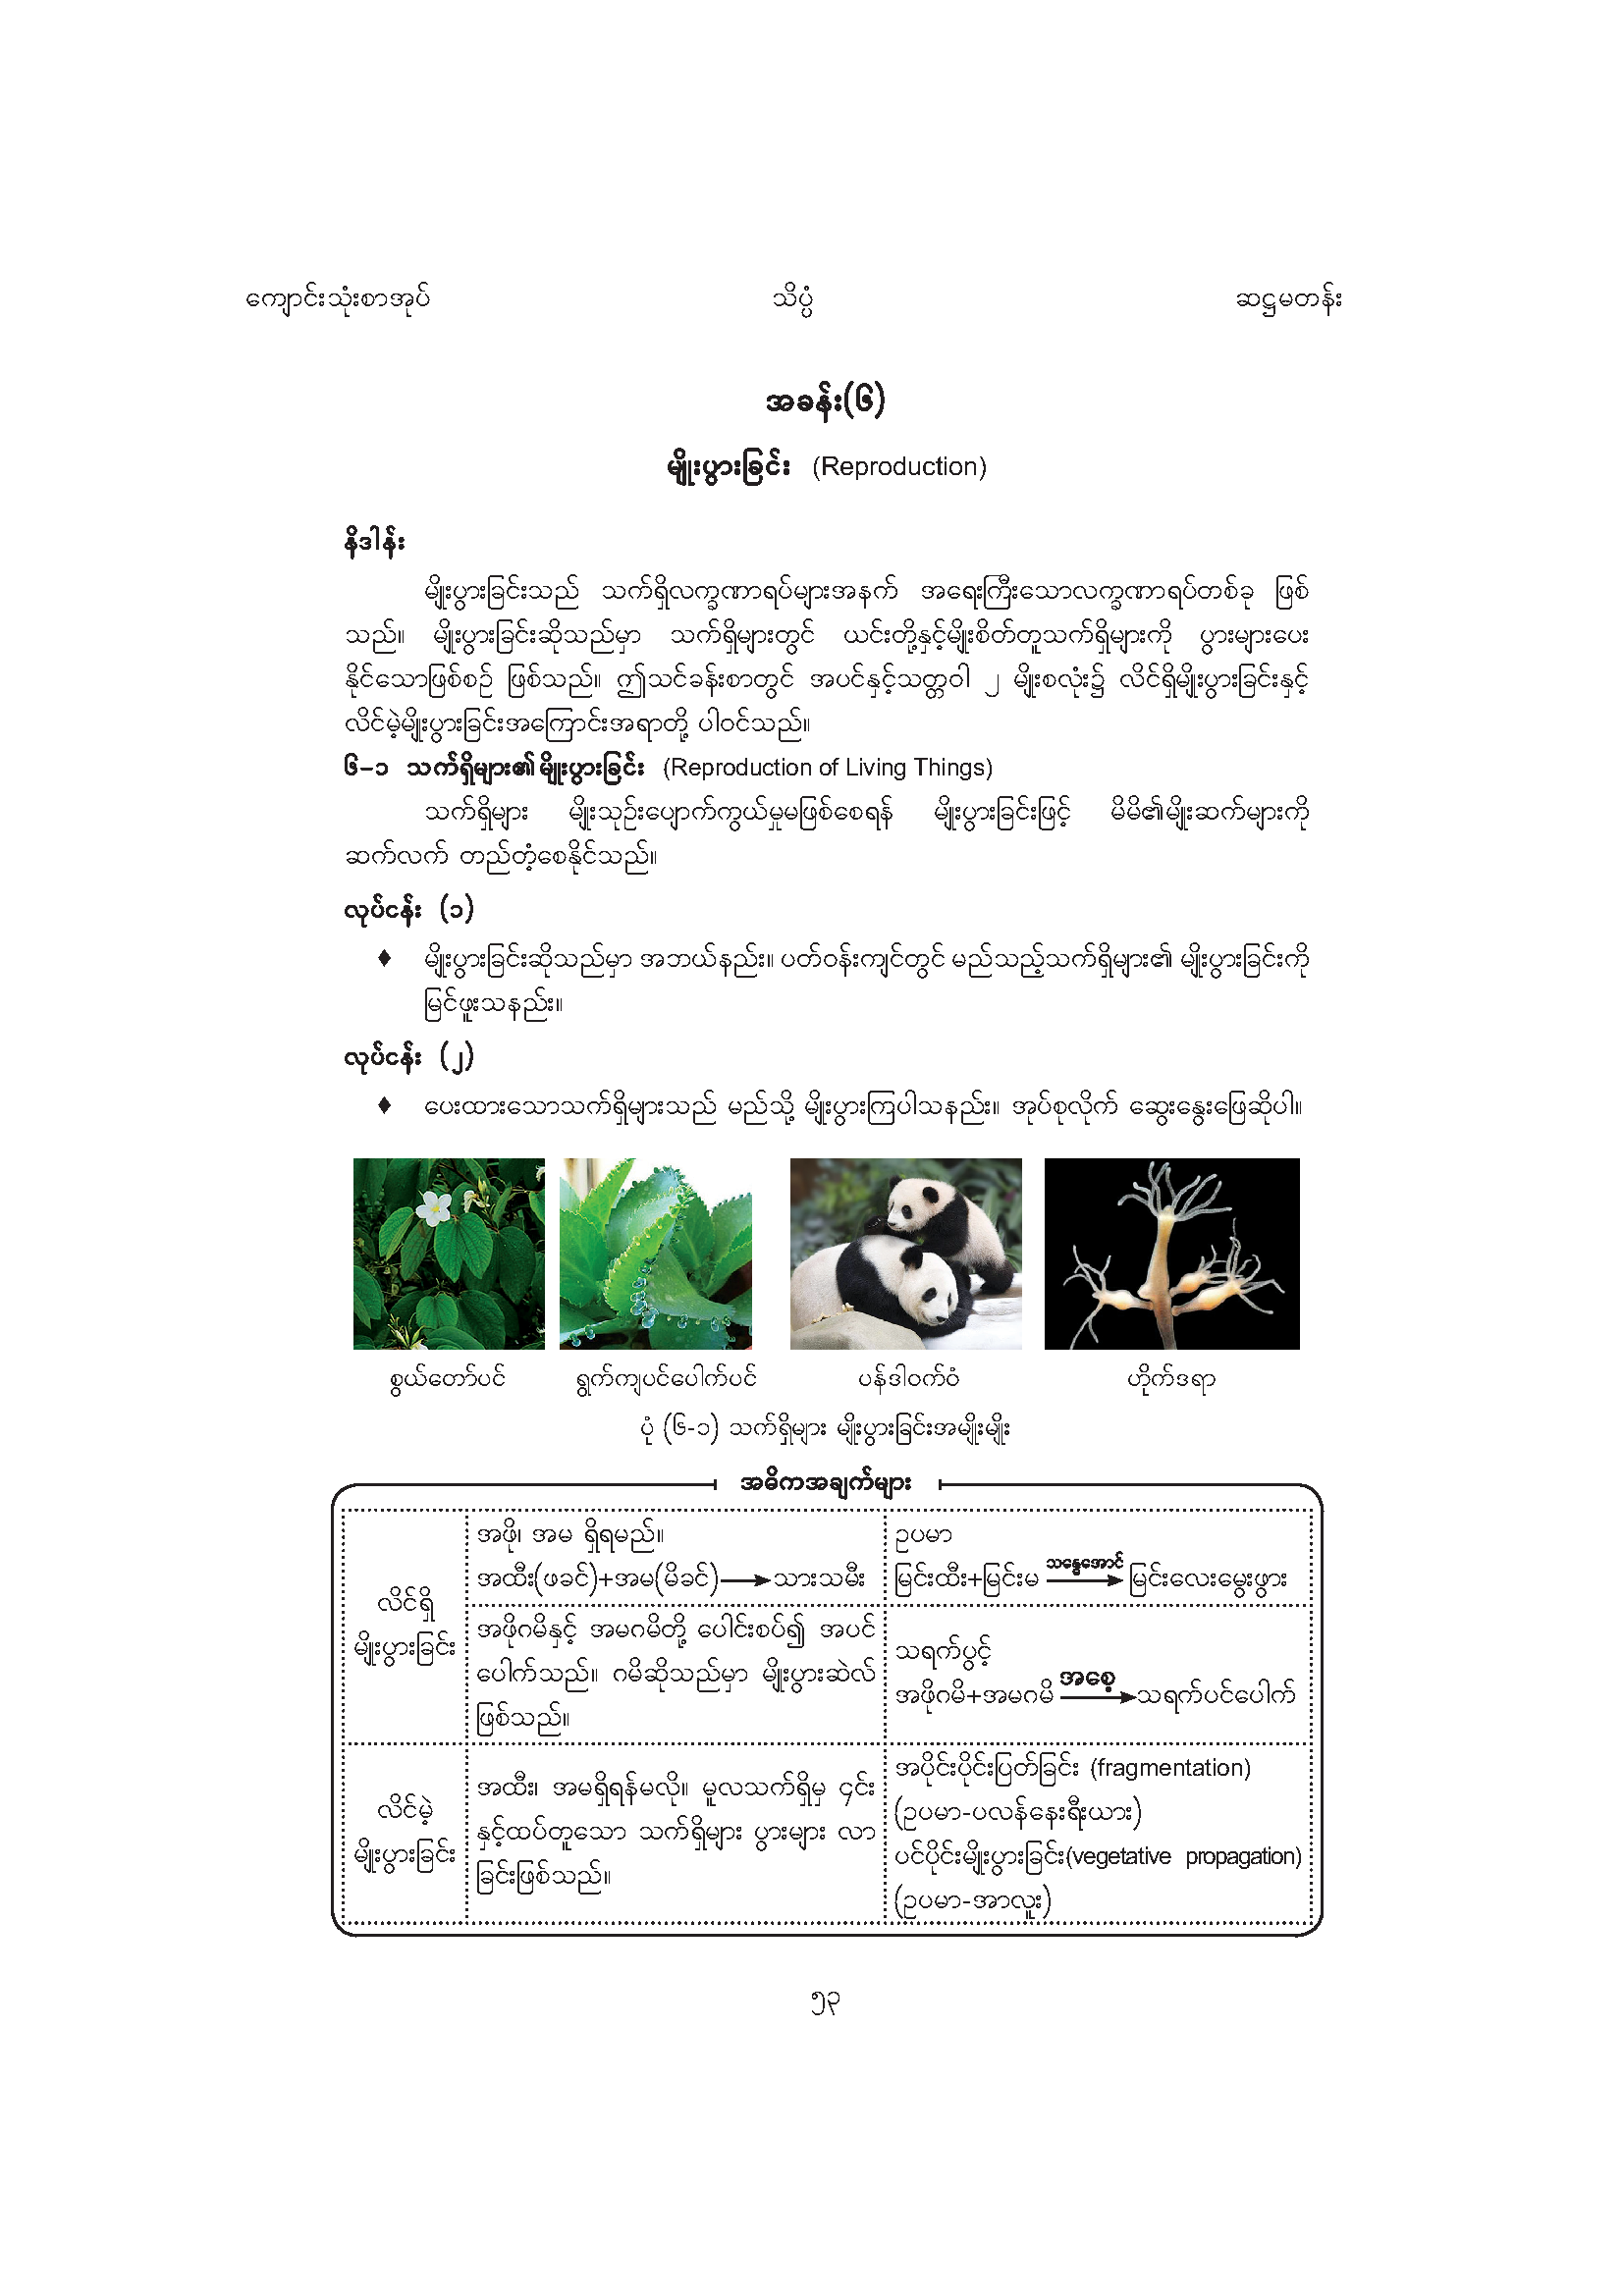 ကျောင်းသုံးစာအုပ် သိပ္ပံ ဆဋ္ဌမတန်း
အခန်း(၆)
မျိုးပွားခြင်း (Reproduction)
နိဒါန်း
မျိုးပွားခြင်းသည် သက်ရှိလက္ခဏာရပ်များအနက် အရေးကြီးသောလက္ခဏာရပ်တစ်ခု ဖြစ်
သည်။ မျိုးပွားခြင်းဆိုသည်မှာ သက်ရှိများတွင် ယင်းတို့နှင့်မျိုးစိတ်တူသက်ရှိများကို ပွားများပေး
နိုင်သောဖြစ်စဉ် ဖြစ်သည်။ ဤသင်ခန်းစာတွင် အပင်နှင့်သတ္တဝါ ၂ မျိုးစလုံး၌ လိင်ရှိမျိုးပွားခြင်းနှင့်
လိင်မဲ့မျိုးပွားခြင်းအကြောင်းအရာတို့ ပါဝင်သည်။
၆–၁ သက်ရှိများ၏မျိုးပွားခြင်း (Reproduction of Living Things)
သက်ရှိများ မျိုးသုဉ်းပျောက်ကွယ်မှုမဖြစ်စေရန် မျိုးပွားခြင်းဖြင့် မိမိ၏မျိုးဆက်များကို
ဆက်လက် တည်တံ့စေနိုင်သည်။
လုပ်ငန်း (၁)
♦ မျိုးပွားခြင်းဆိုသည်မှာ အဘယ်နည်း။ ပတ်ဝန်းကျင်တွင် မည်သည့်သက်ရှိများ၏ မျိုးပွားခြင်းကို
မြင်ဖူးသနည်း။
လုပ်ငန်း (၂)
♦ ပေးထားသောသက်ရှိများသည် မည်သို့ မျိုးပွားကြပါသနည်း။ အုပ်စုလိုက် ဆွေးနွေးဖြေဆိုပါ။
စွယ်တော်ပင် ရွက်ကျပင်ပေါက်ပင် ပန်ဒါဝက်ဝံ ဟိုက်ဒရာ
ပုံ (၆-၁) သက်ရှိများ မျိုးပွားခြင်းအမျိုးမျိုး
အဓိကအချက်များ
လိင်ရှိ
မျိုးပွားခြင်း
အဖို၊ အမ ရှိရမည်။
အထီး(ဖခင်)+အမ(မိခင်)⟶သားသမီး
ဥပမာ
မြင်းထီး+မြင်းမ သန္ဓေအောင်⟶ မြင်းလေးမွေးဖွား
အဖိုဂမိနှင့် အမဂမိတို့ ပေါင်းစပ်၍ အပင်
ပေါက်သည်။ ဂမိဆိုသည်မှာ မျိုးပွားဆဲလ်
ဖြစ်သည်။
သရက်ပွင့်
အဖိုဂမိ+အမဂမိ အစေ့⟶သရက်ပင်ပေါက်
လိင်မဲ့
မျိုးပွားခြင်း
အထီး၊ အမရှိရန်မလို။ မူလသက်ရှိမှ ၎င်း
နှင့်ထပ်တူသော သက်ရှိများ ပွားများ လာ
ခြင်းဖြစ်သည်။
အပိုင်းပိုင်းပြတ်ခြင်း (fragmentation)
(ဥပမာ-ပလန်နေးရီးယား)
ပင်ပိုင်းမျိုးပွားခြင်း(vegetative propagation)
(ဥပမာ-အာလူး)
၅၃